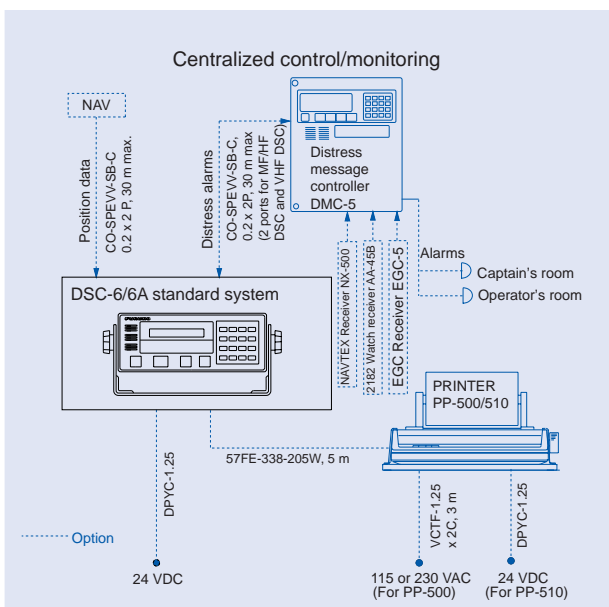 Centralized control/monitoring
NAV
Position data
CO-SPEVV-SB-C
0.2 x 2 P, 30 m max.
Distress alarms
CO-SPEVV-SB-C,
0.2 x 2P, 30 m max
(2 ports for MF/HF
DSC and VHF DSC)
Distress
message
controller
DMC-5
NAVTEX Receiver NX-500
2182 Watch receiver AA-45B
EGC Receiver EGC-5
Alarms
Captain's room
Operator's room
DSC-6/6A standard system
PRINTER
PP-500/510
57FE-338-205W, 5 m
DPYC-1.25
VCTF-1.25
x 2C, 3 m
DPYC-1.25
Option
24 VDC
115 or 230 VAC
(For PP-500)
24 VDC
(For PP-510)